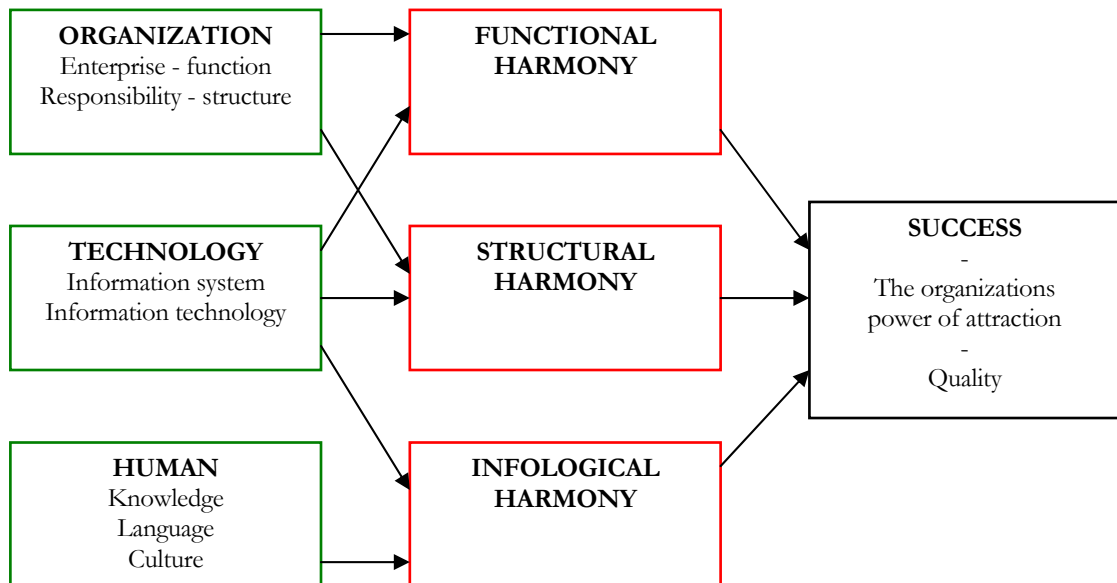 ORGANIZATION
Enterprise - function
Responsibility - structure
FUNCTIONAL
HARMONY
TECHNOLOGY
Information system
Information technology
STRUCTURAL
HARMONY
SUCCESS
-
The organizations
power of attraction
-
Quality
HUMAN
Knowledge
Language
Culture
INFOLOGICAL
HARMONY